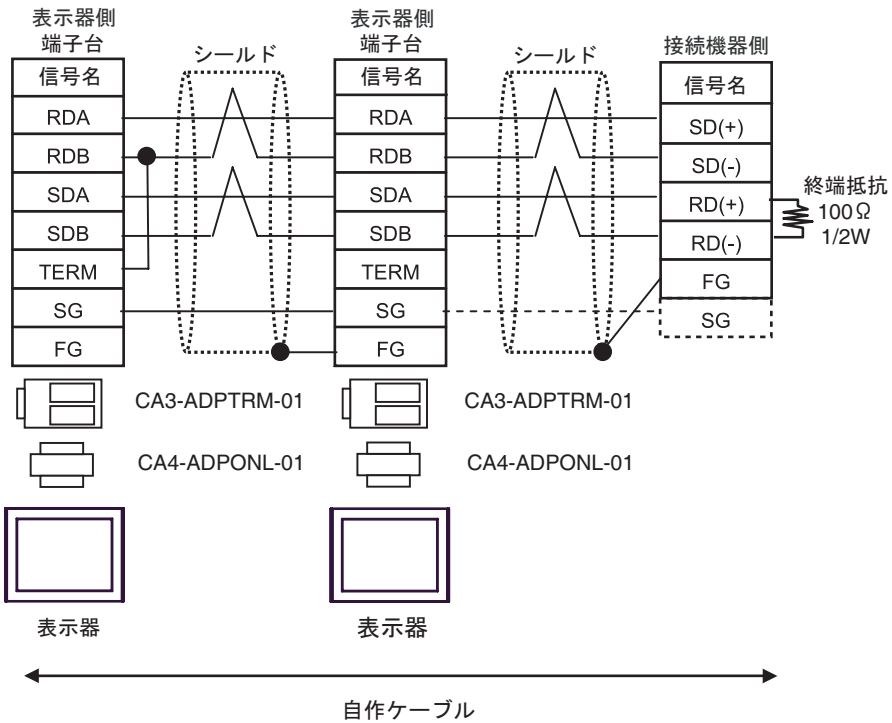 表示器側
端子台
信号名
RDA
RDB
SDA
SDB
TERM
SG
FG
シールド
表示器側
端子台
信号名
RDA
RDB
SDA
SDB
TERM
SG
FG
シールド
接続機器側
信号名
SD(+)
SD(-)
RD(+)
RD(-)
FG
SG
終端抵抗
100Ω
1/2W
CA3-ADPTRM-01
CA3-ADPTRM-01
CA4-ADPONL-01
CA4-ADPONL-01
表示器
表示器
自作ケーブル